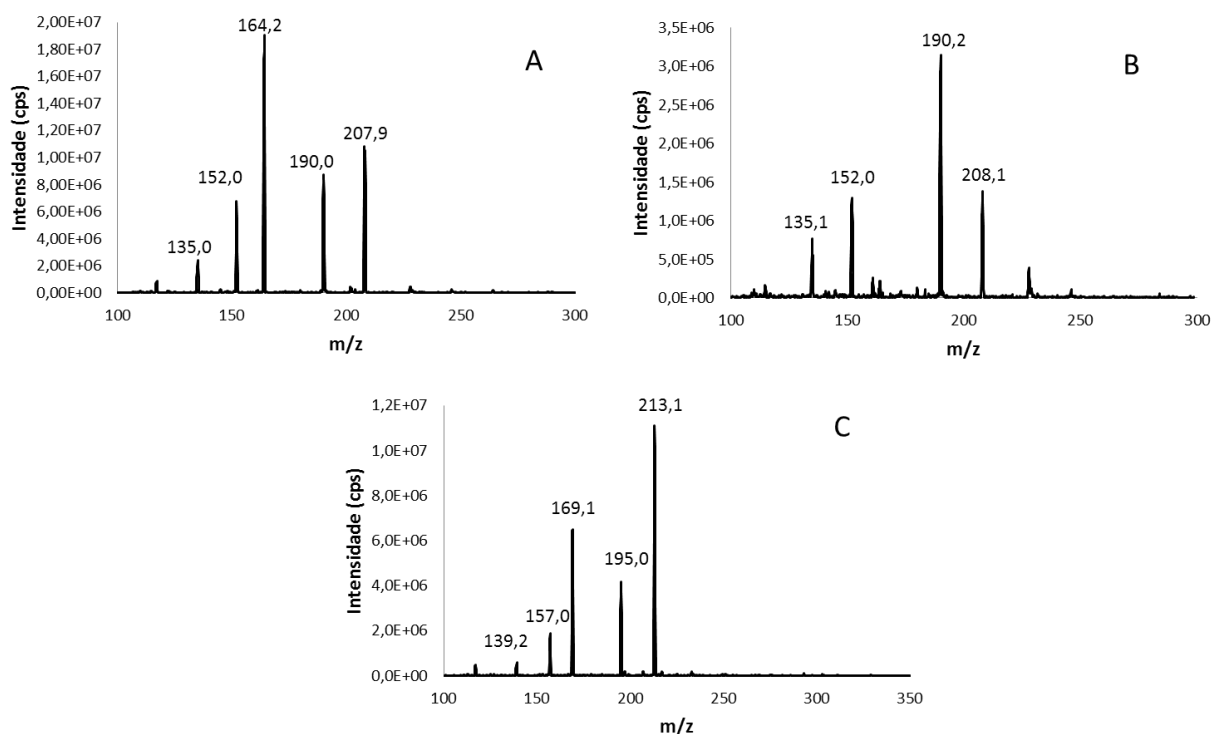 A
Intensidade (cps)
2,00E+07
1,80E+07
1,60E+07
1,40E+07
1,20E+07
1,00E+07
8,00E+06
6,00E+06
4,00E+06
2,00E+06
0,00E+00
135,0
152,0
164,2
190,0
207,9
100 150 200 250 300
m/z
B
Intensidade (cps)
3,5E+06
3,0E+06
2,5E+06
2,0E+06
1,5E+06
1,0E+06
5,0E+05
0,0E+00
135,1
152,0
190,2
208,1
100 150 200 250 300
m/z
C
Intensidade (cps)
1,2E+07
1,0E+07
8,0E+06
6,0E+06
4,0E+06
2,0E+06
0,0E+00
139,2
157,0
169,1
195,0
213,1
100 150 200 250 300 350
m/z